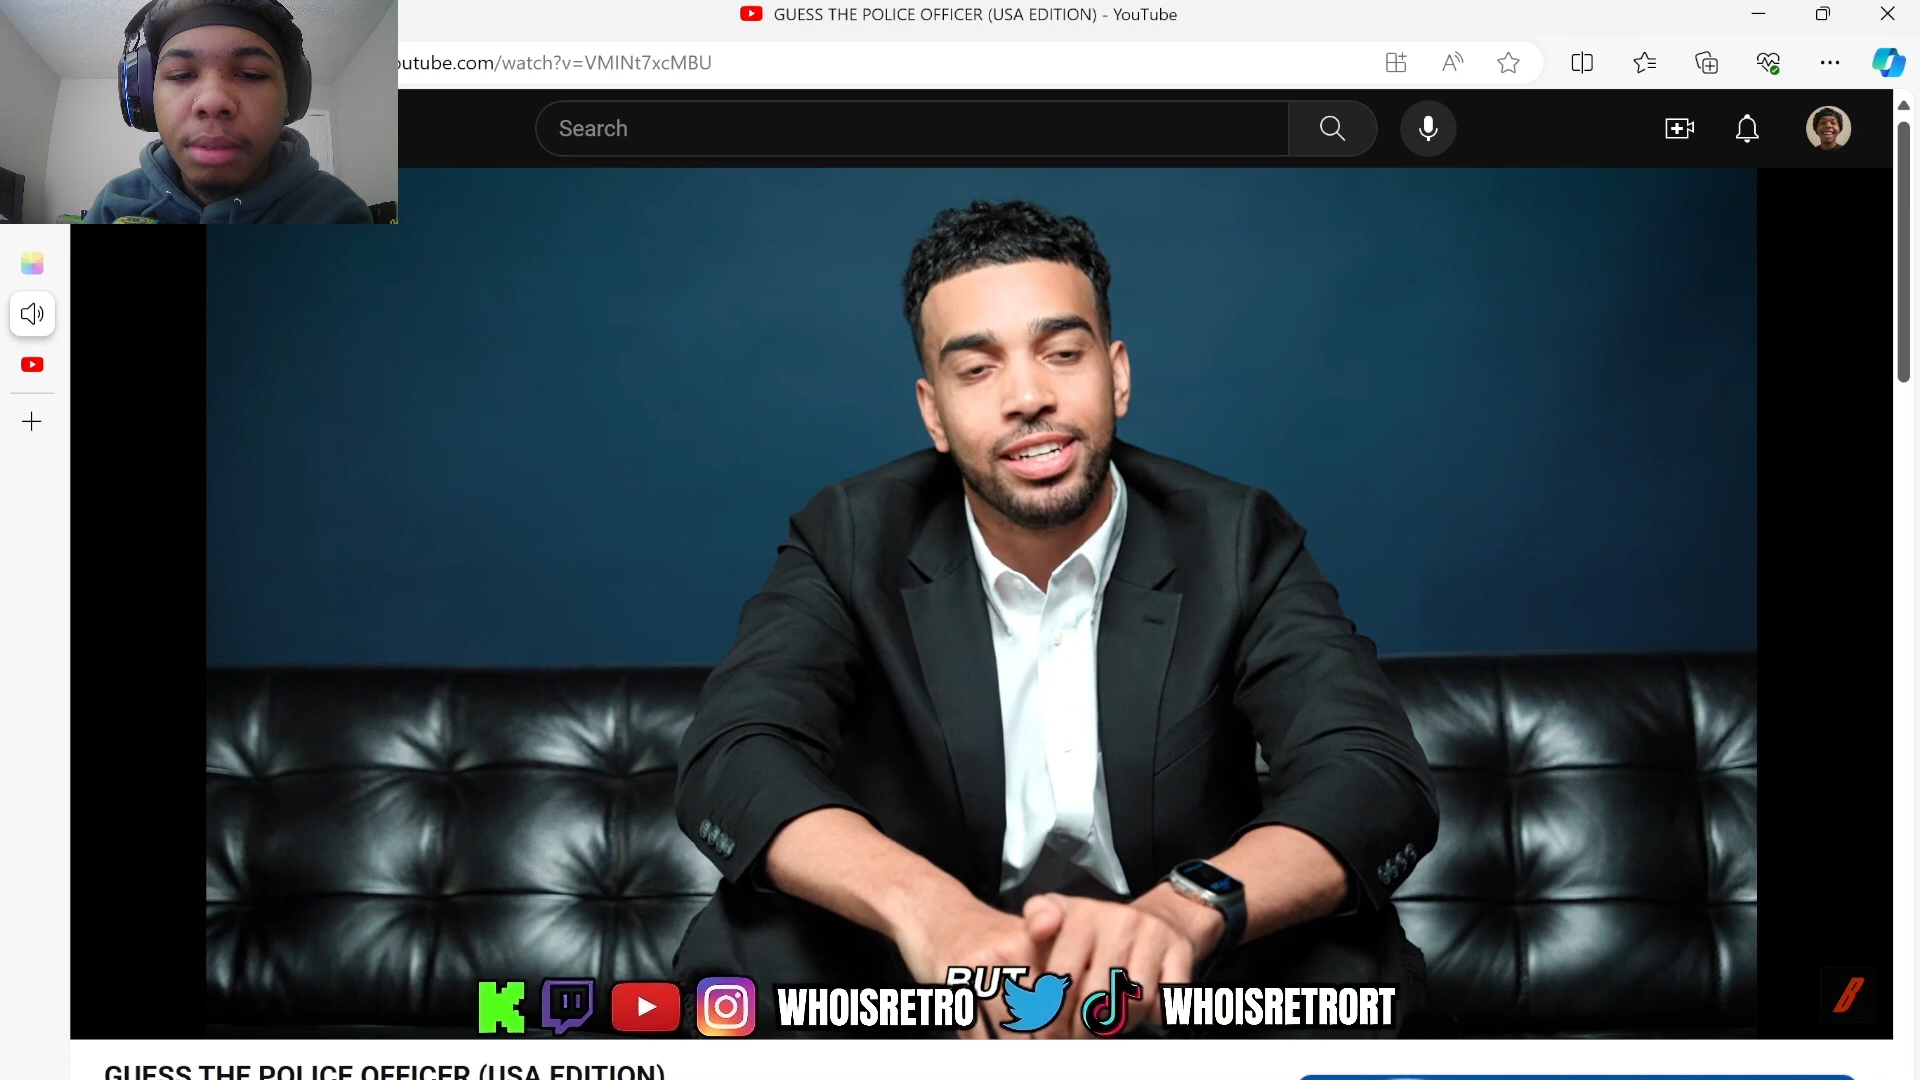 GUESS THE POLICE OFFICER (USA EDITION) - YouTube
outube.com/watch?v=VMINt7xcMBU
Search
BUT
WHOISRETRO WHOISRETRORT
B
GUESS THE POLICE OFFICER (USA EDITION)